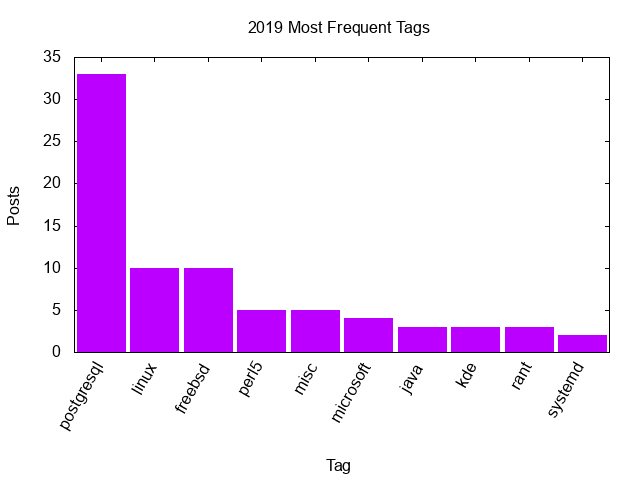 2019 Most Frequent Tags
35
30
25
20
15
10
5
0
Posts
postgresql
linux
freebsd
perl5
misc
microsoft
java
kde
rant
systemd
Tag